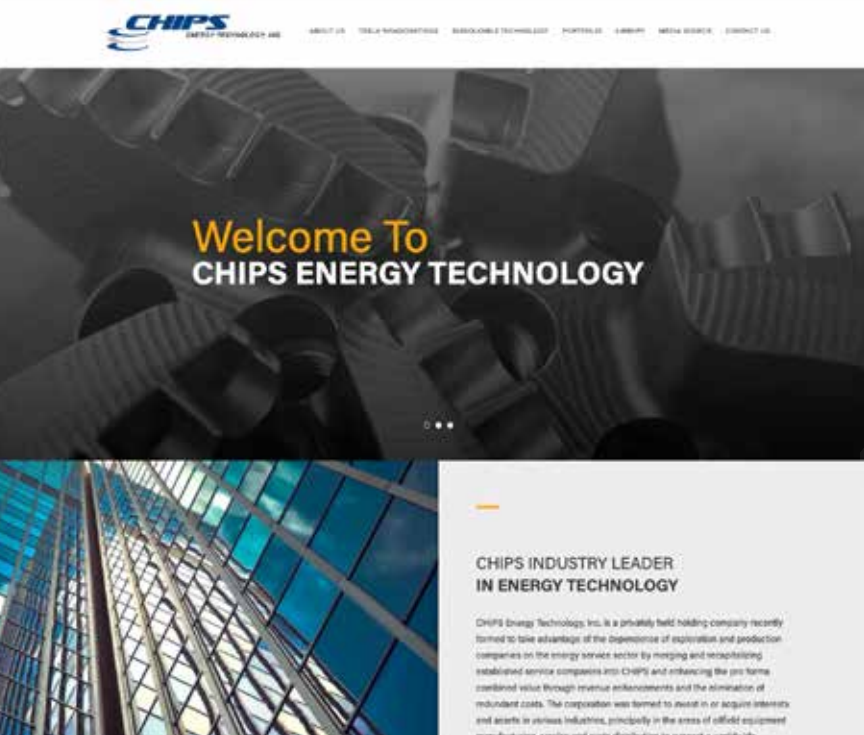 CHIPS
ENERGY TECHNOLOGY INC
ABOUT US PORTFOLIO MEDIA SOURCE CONTACT US
Welcome To
CHIPS ENERGY TECHNOLOGY
CHIPS INDUSTRY LEADER
IN ENERGY TECHNOLOGY
CHIPS Energy Technology, Inc. is a privately held holding company recently
formed to take advantage of the dependence of exploration and production
companies on the energy service sector by merging and recapitalizing
established service companies into CHIPS and enhancing the pro forma
combined value through revenue enhancements and the elimination of
redundant costs. The corporation was formed to invest in or acquire interests
and assets in various industries, principally in the areas of oilfield equipment